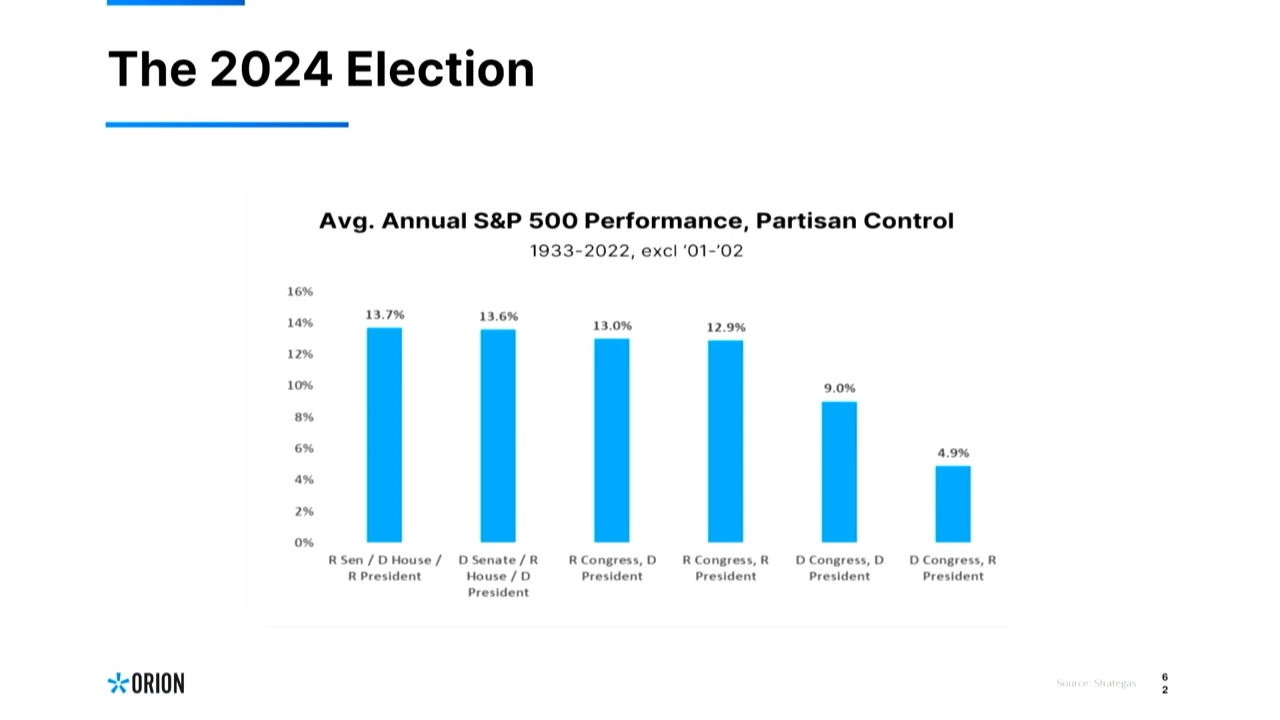 The 2024 Election
Avg. Annual S&P 500 Performance, Partisan Control
1933-2022, excl '01-'02
16%
14%
12%
10%
8%
6%
4%
2%
0%
13.7%
13.6%
13.0%
12.9%
9.0%
4.9%
R Sen / D House /
R President
D Senate / R
House / D
President
R Congress, D
President
R Congress, R
President
D Congress, D
President
D Congress, R
President
ORION
Source: Strategas
6
2